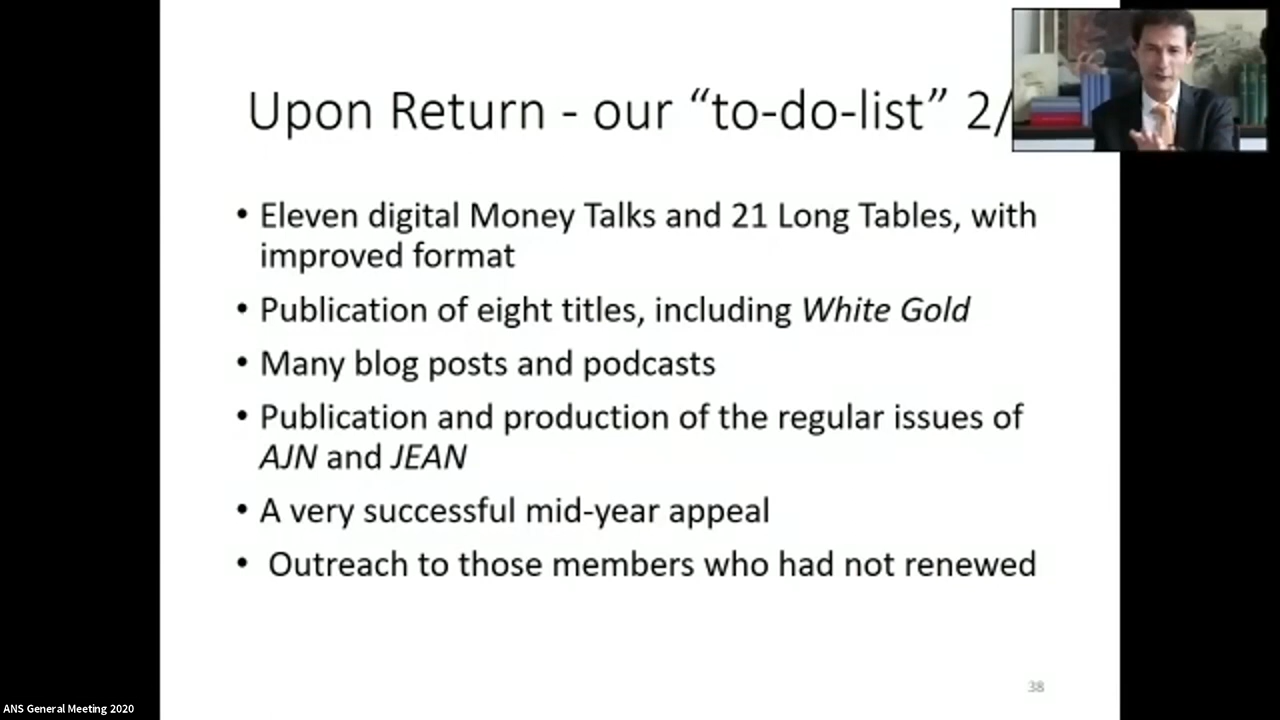 Upon Return - our “to-do-list” 2/
• Eleven digital Money Talks and 21 Long Tables, with
improved format
• Publication of eight titles, including White Gold
• Many blog posts and podcasts
• Publication and production of the regular issues of
AJN and JEAN
• A very successful mid-year appeal
• Outreach to those members who had not renewed
38
ANS General Meeting 2020